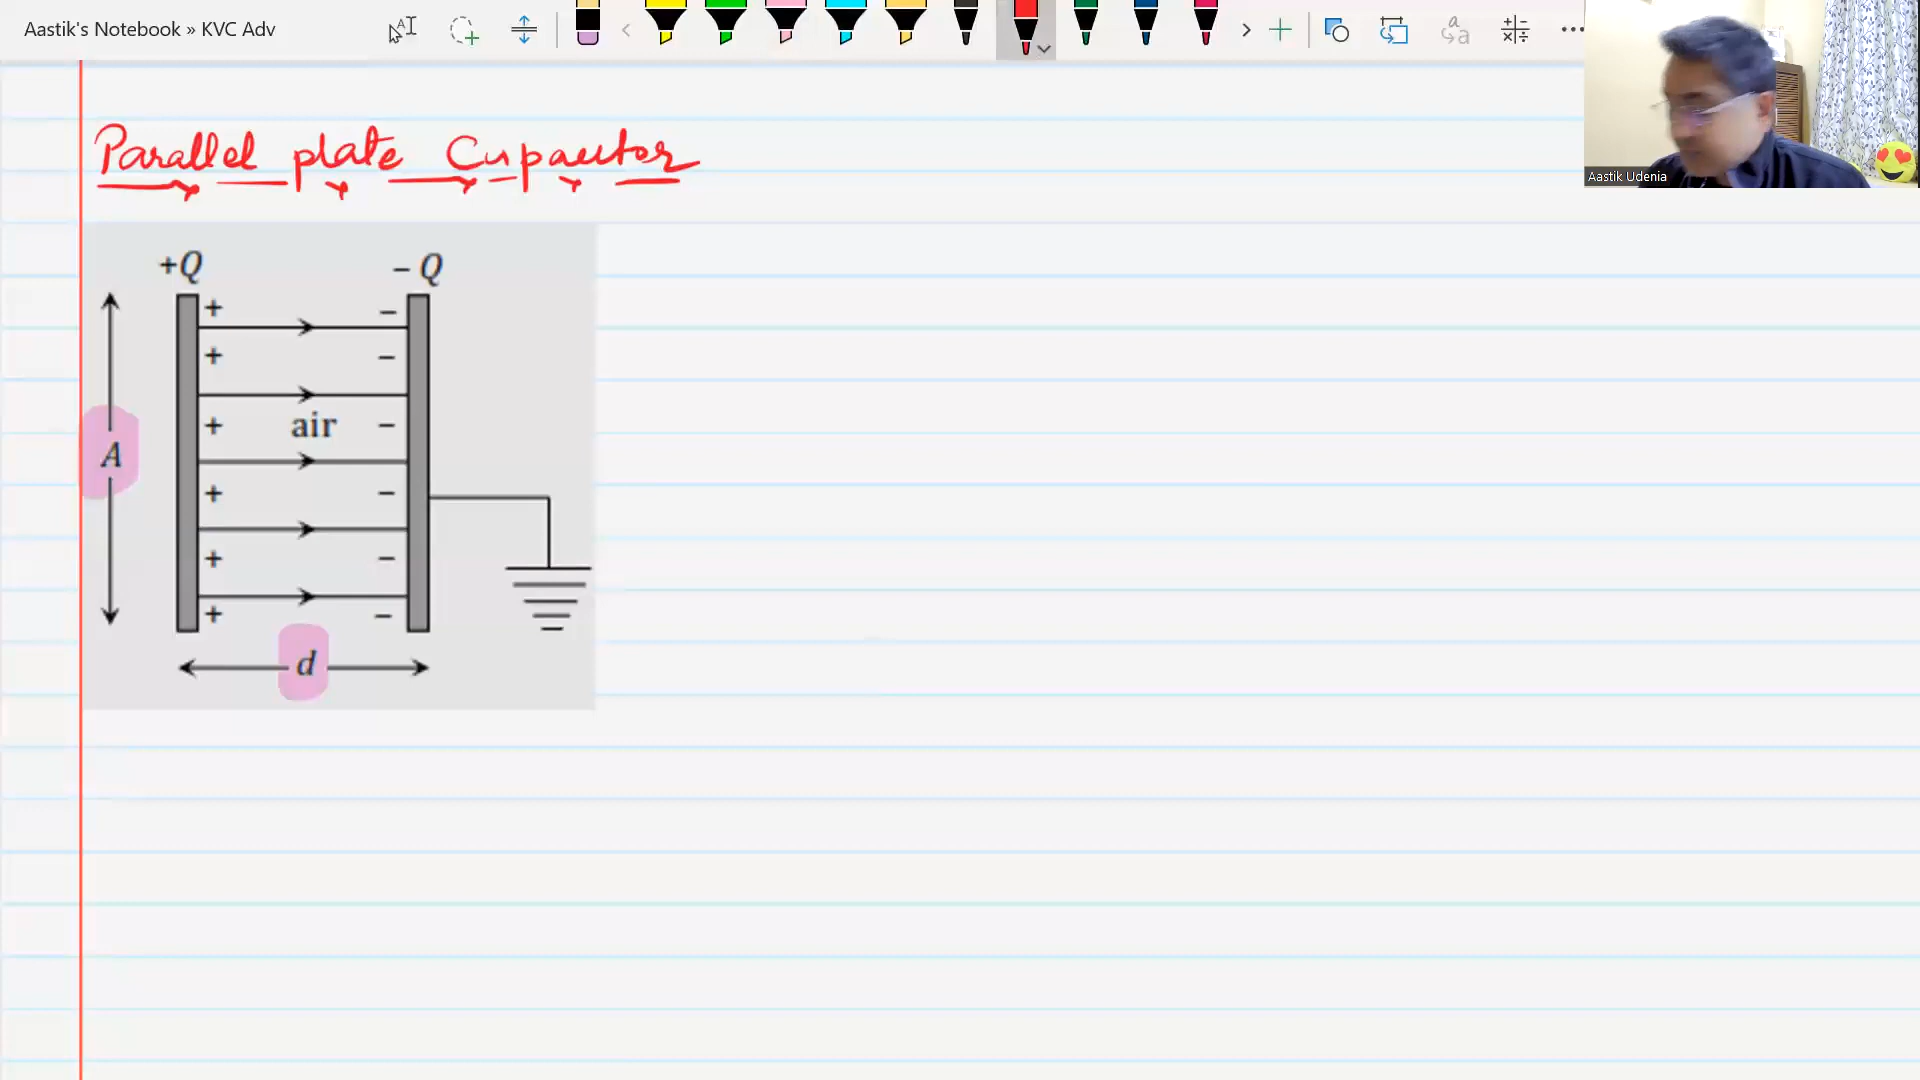 Aastik's Notebook » KVC Adv
Aastik Udenia
Parallel plate Capacitor
+Q
– Q
+ –
+ –
+ air –
A
+ –
+ –
+ –
d